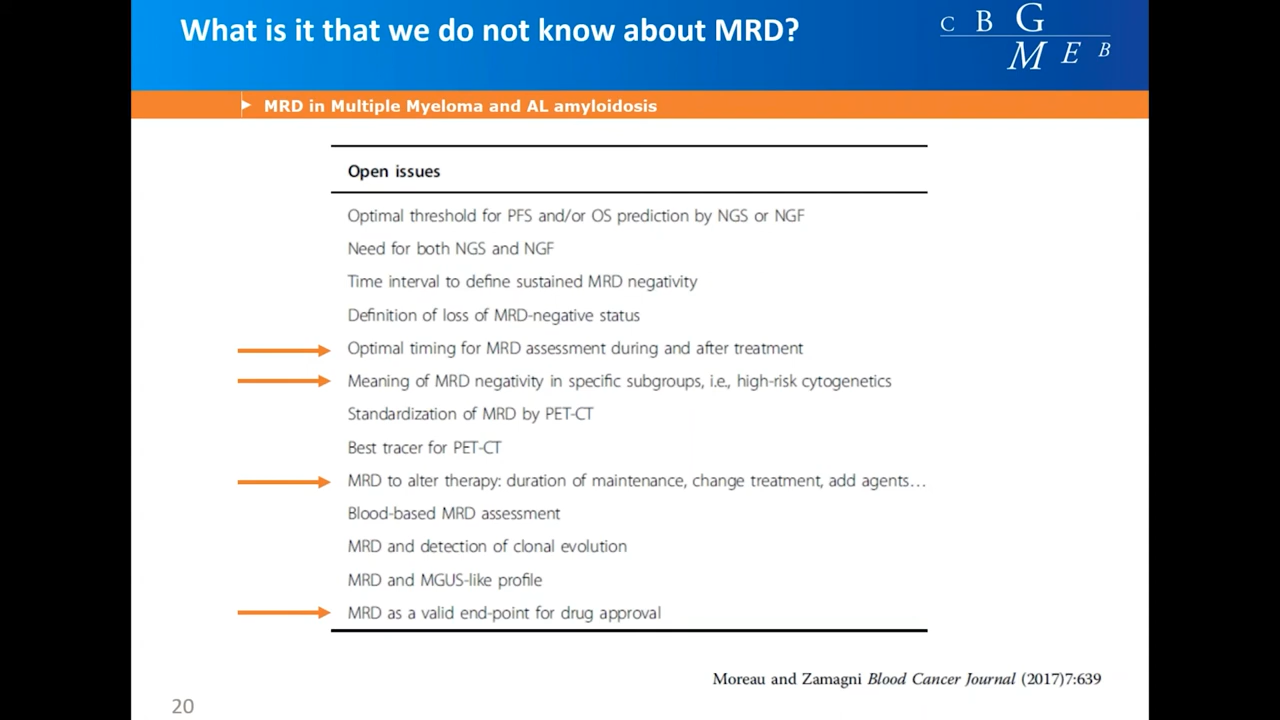 What is it that we do not know about MRD?
C B G
M E B
MRD in Multiple Myeloma and AL amyloidosis
Open issues
Optimal threshold for PFS and/or OS prediction by NGS or NGF
Need for both NGS and NGF
Time interval to define sustained MRD negativity
Definition of loss of MRD-negative status
Optimal timing for MRD assessment during and after treatment
Meaning of MRD negativity in specific subgroups, i.e., high-risk cytogenetics
Standardization of MRD by PET-CT
Best tracer for PET-CT
MRD to alter therapy: duration of maintenance, change treatment, add agents…
Blood-based MRD assessment
MRD and detection of clonal evolution
MRD and MGUS-like profile
MRD as a valid end-point for drug approval
Moreau and Zamagni Blood Cancer Journal (2017)7:639
20